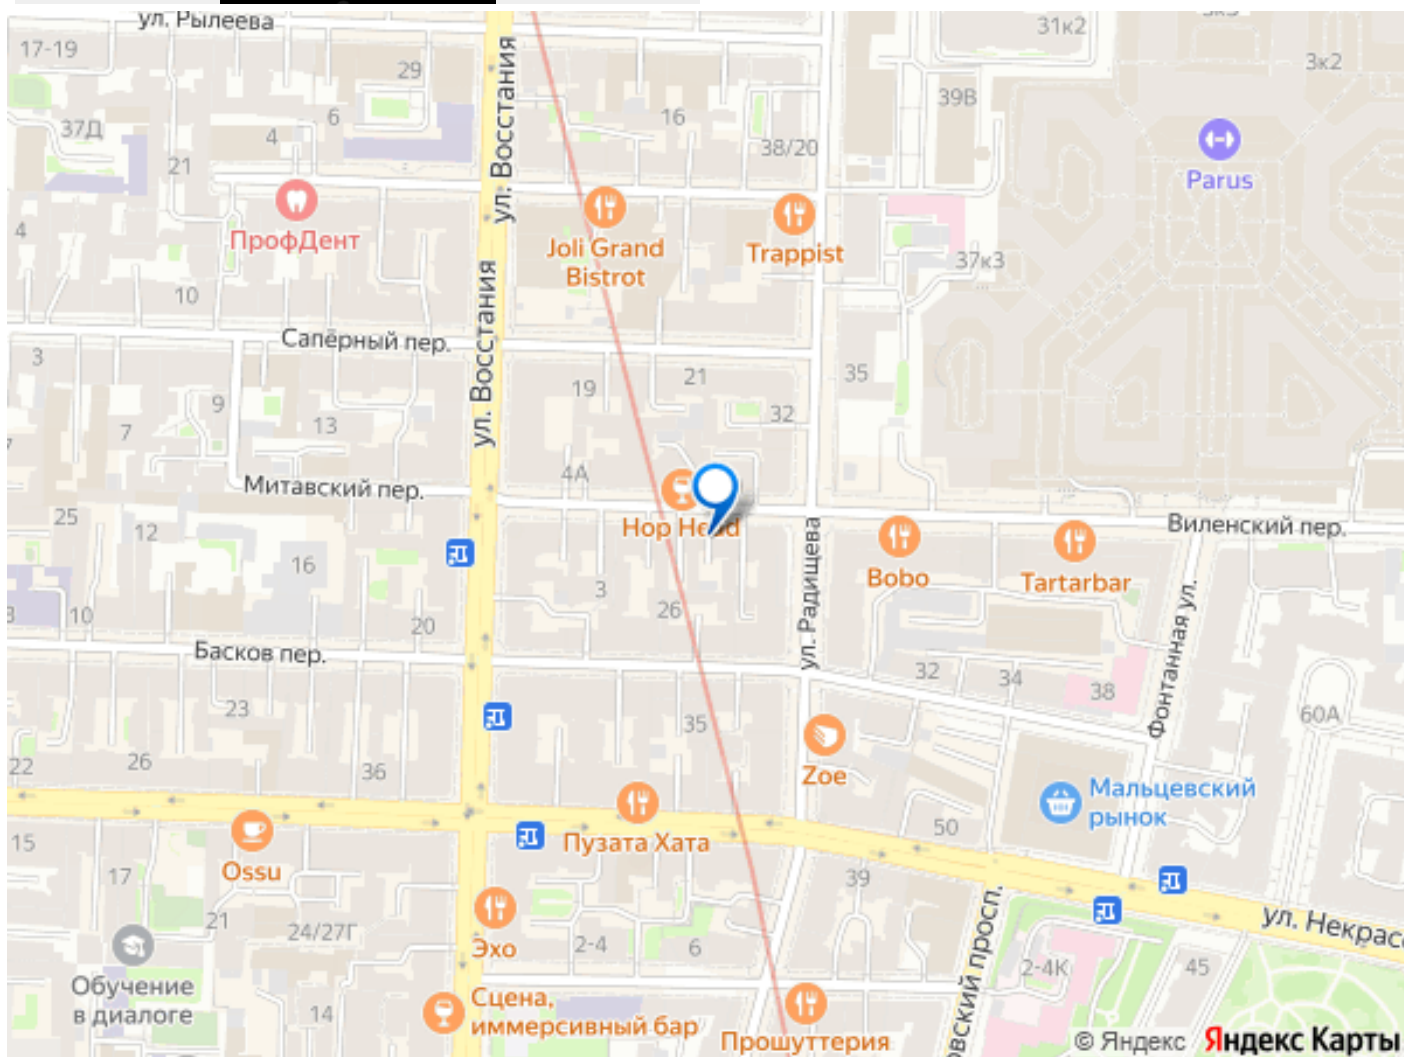 ул. Рылеева
17-19
29
ул. Восстания
31к2
3к2
37Д
6
4
16
39В
38/20
21
Parus
ПрофДент
4
Joli Grand
Bistrot
Trappist
37к3
10
Сапёрный пер.
ул. Восстания
3
19
21
35
9
7
13
32
4А
Митавский пер.
Hop Head
25
12
Виленский пер.
Bobo
Tartarbar
16
3
26
ул. Радищева
10
20
Басков пер.
32
34
38
Фонтанная ул.
60А
23
35
22
26
36
Zoe
Мальцевский
рынок
15
Пузата Хата
50
Ossu
17
39
21
24/27Г
Эхо
2-4
6
ул. Некрасо
Обучение
в диалоге
14
Сцена,
иммерсивный бар
2-4К
45
овский просп.
Прошуттерия
© Яндекс Яндекс Карты